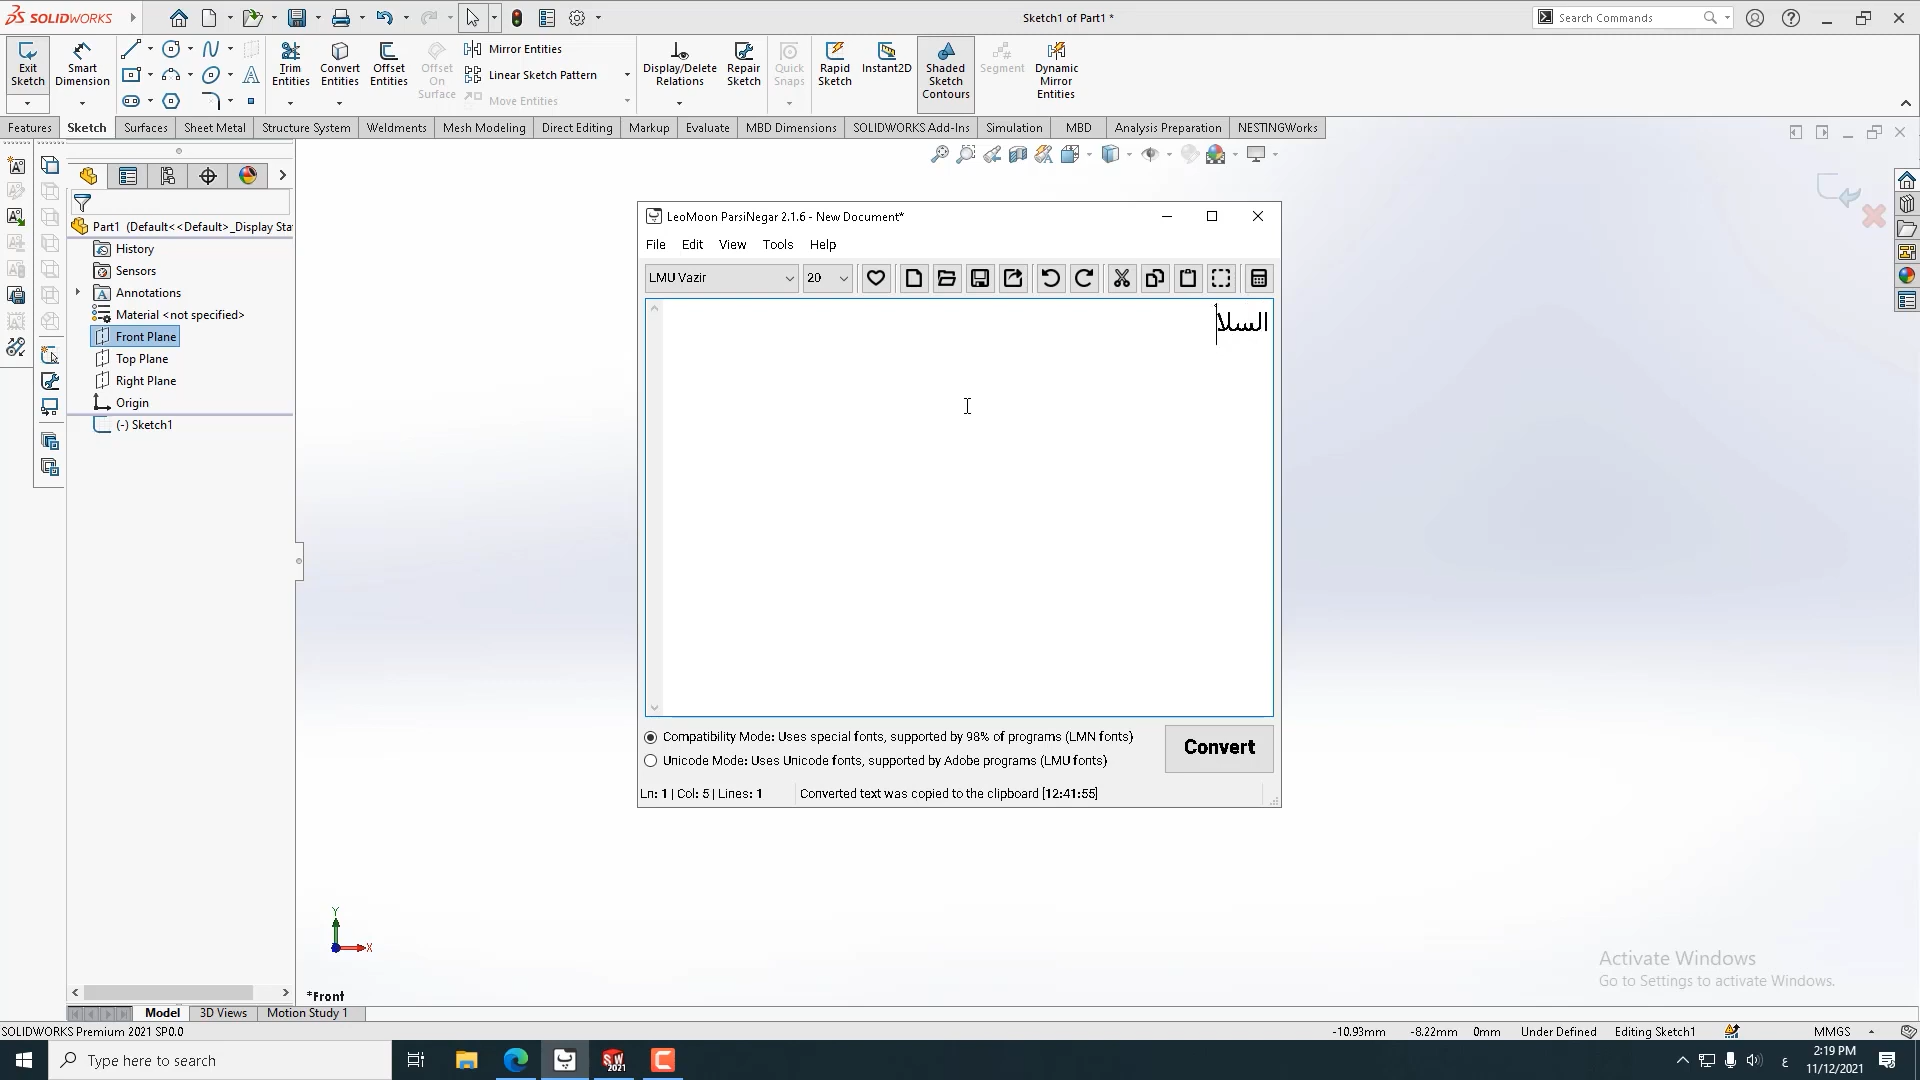 SOLIDWORKS
Sketch1 of Part1 *
Search Commands
Exit Sketch
Smart Dimension
Trim Entities
Convert Entities
Offset Entities
Offset On Surface
Mirror Entities
Linear Sketch Pattern
Move Entities
Display/Delete Relations
Repair Sketch
Quick Snaps
Rapid Sketch
Instant2D
Shaded Sketch Contours
Segment
Dynamic Mirror Entities
Features Sketch Surfaces Sheet Metal Structure System Weldments Mesh Modeling Direct Editing Markup Evaluate MBD Dimensions SOLIDWORKS Add-Ins Simulation MBD Analysis Preparation NESTINGWorks
Part1 (Default<<Default>_Display Sta
History
Sensors
Annotations
Material <not specified>
Front Plane
Top Plane
Right Plane
Origin
(-) Sketch1
LeoMoon ParsiNegar 2.1.6 - New Document*
File Edit View Tools Help
LMU Vazir 20
السلا
Compatibility Mode: Uses special fonts, supported by 98% of programs (LMN fonts)
Unicode Mode: Uses Unicode fonts, supported by Adobe programs (LMU fonts)
Convert
Ln: 1 | Col: 5 | Lines: 1 Converted text was copied to the clipboard [12:41:55]
Y
X
*Front
Activate Windows
Go to Settings to activate Windows.
Model 3D Views Motion Study 1
SOLIDWORKS Premium 2021 SP0.0 -10.93mm -8.22mm 0mm Under Defined Editing Sketch1 MMGS
Type here to search
SW 2021
ع
2:19 PM
11/12/2021